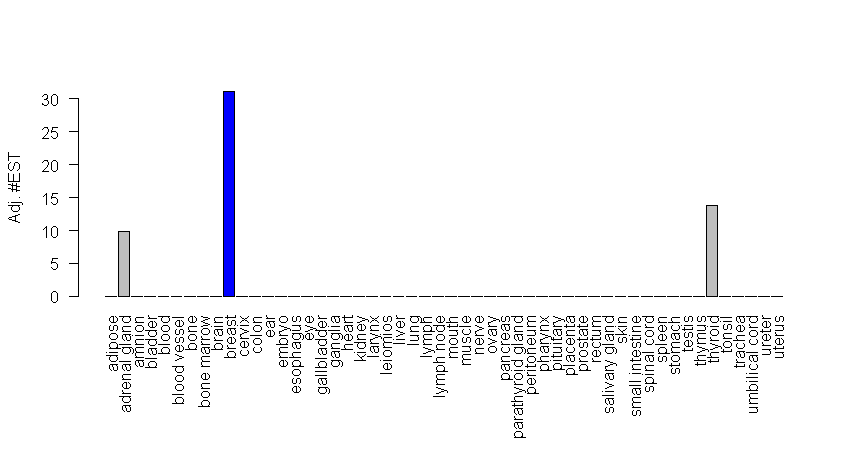 Adj. #EST
30
25
20
15
10
5
0
adipose
adrenal gland
amnion
bladder
blood
blood vessel
bone
bone marrow
brain
breast
cervix
colon
ear
embryo
esophagus
eye
gallbladder
ganglia
heart
kidney
larynx
leiomios
liver
lung
lymph
lymph node
mouth
muscle
nerve
ovary
pancreas
parathyroid gland
peritoneum
pharynx
pituitary
placenta
prostate
rectum
salivary gland
skin
small intestine
spinal cord
spleen
stomach
testis
thymus
thyroid
tonsil
trachea
umbilical cord
ureter
uterus